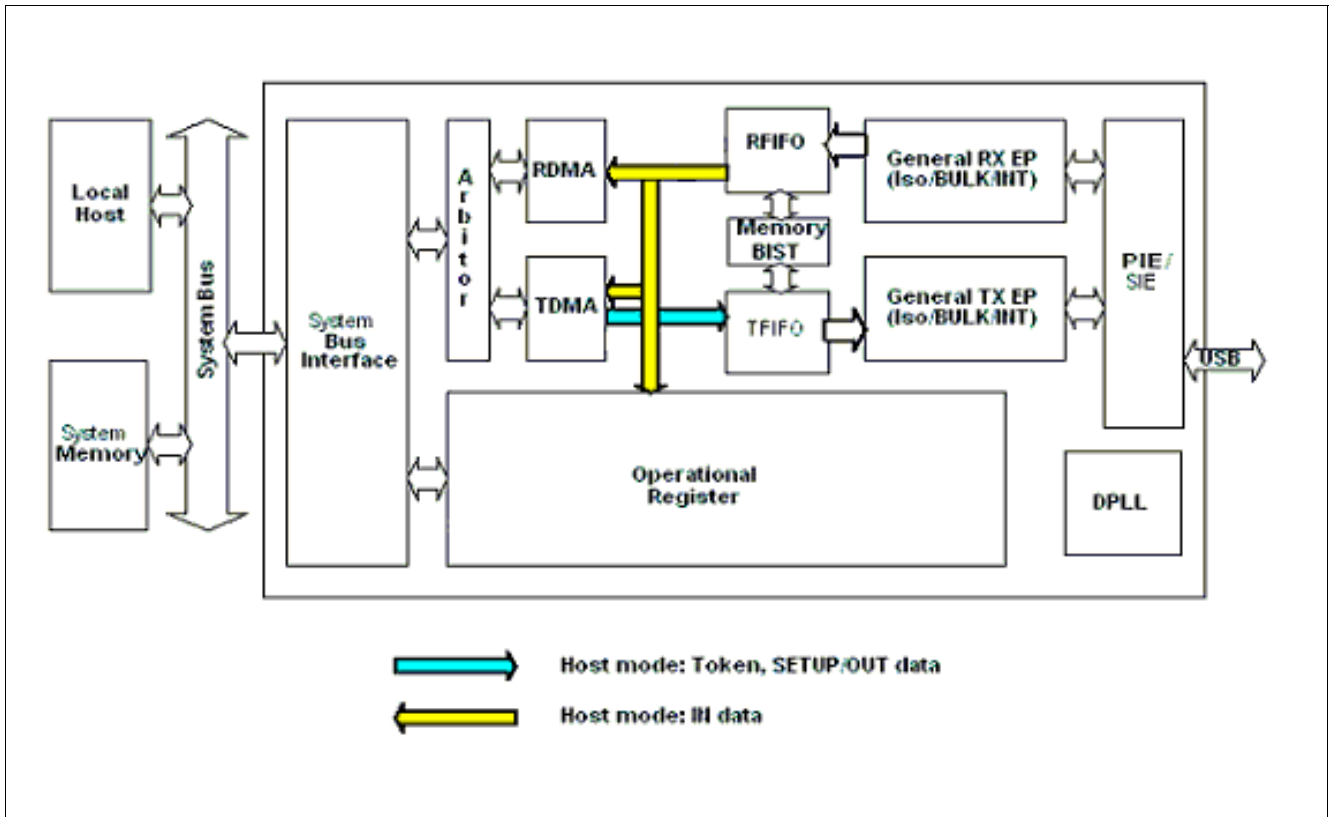 Local
Host
System
Memory
System Bus
System
Bus
Interface
Arbitor
RDMA
TDMA
RFIFO
Memory
BIST
TFIFO
General RX EP
(Iso/BULK/INT)
General TX EP
(Iso/BULK/INT)
PIE/
SIE
USB
Operational
Register
DPLL
Host mode: Token, SETUP/OUT data
Host mode: IN data